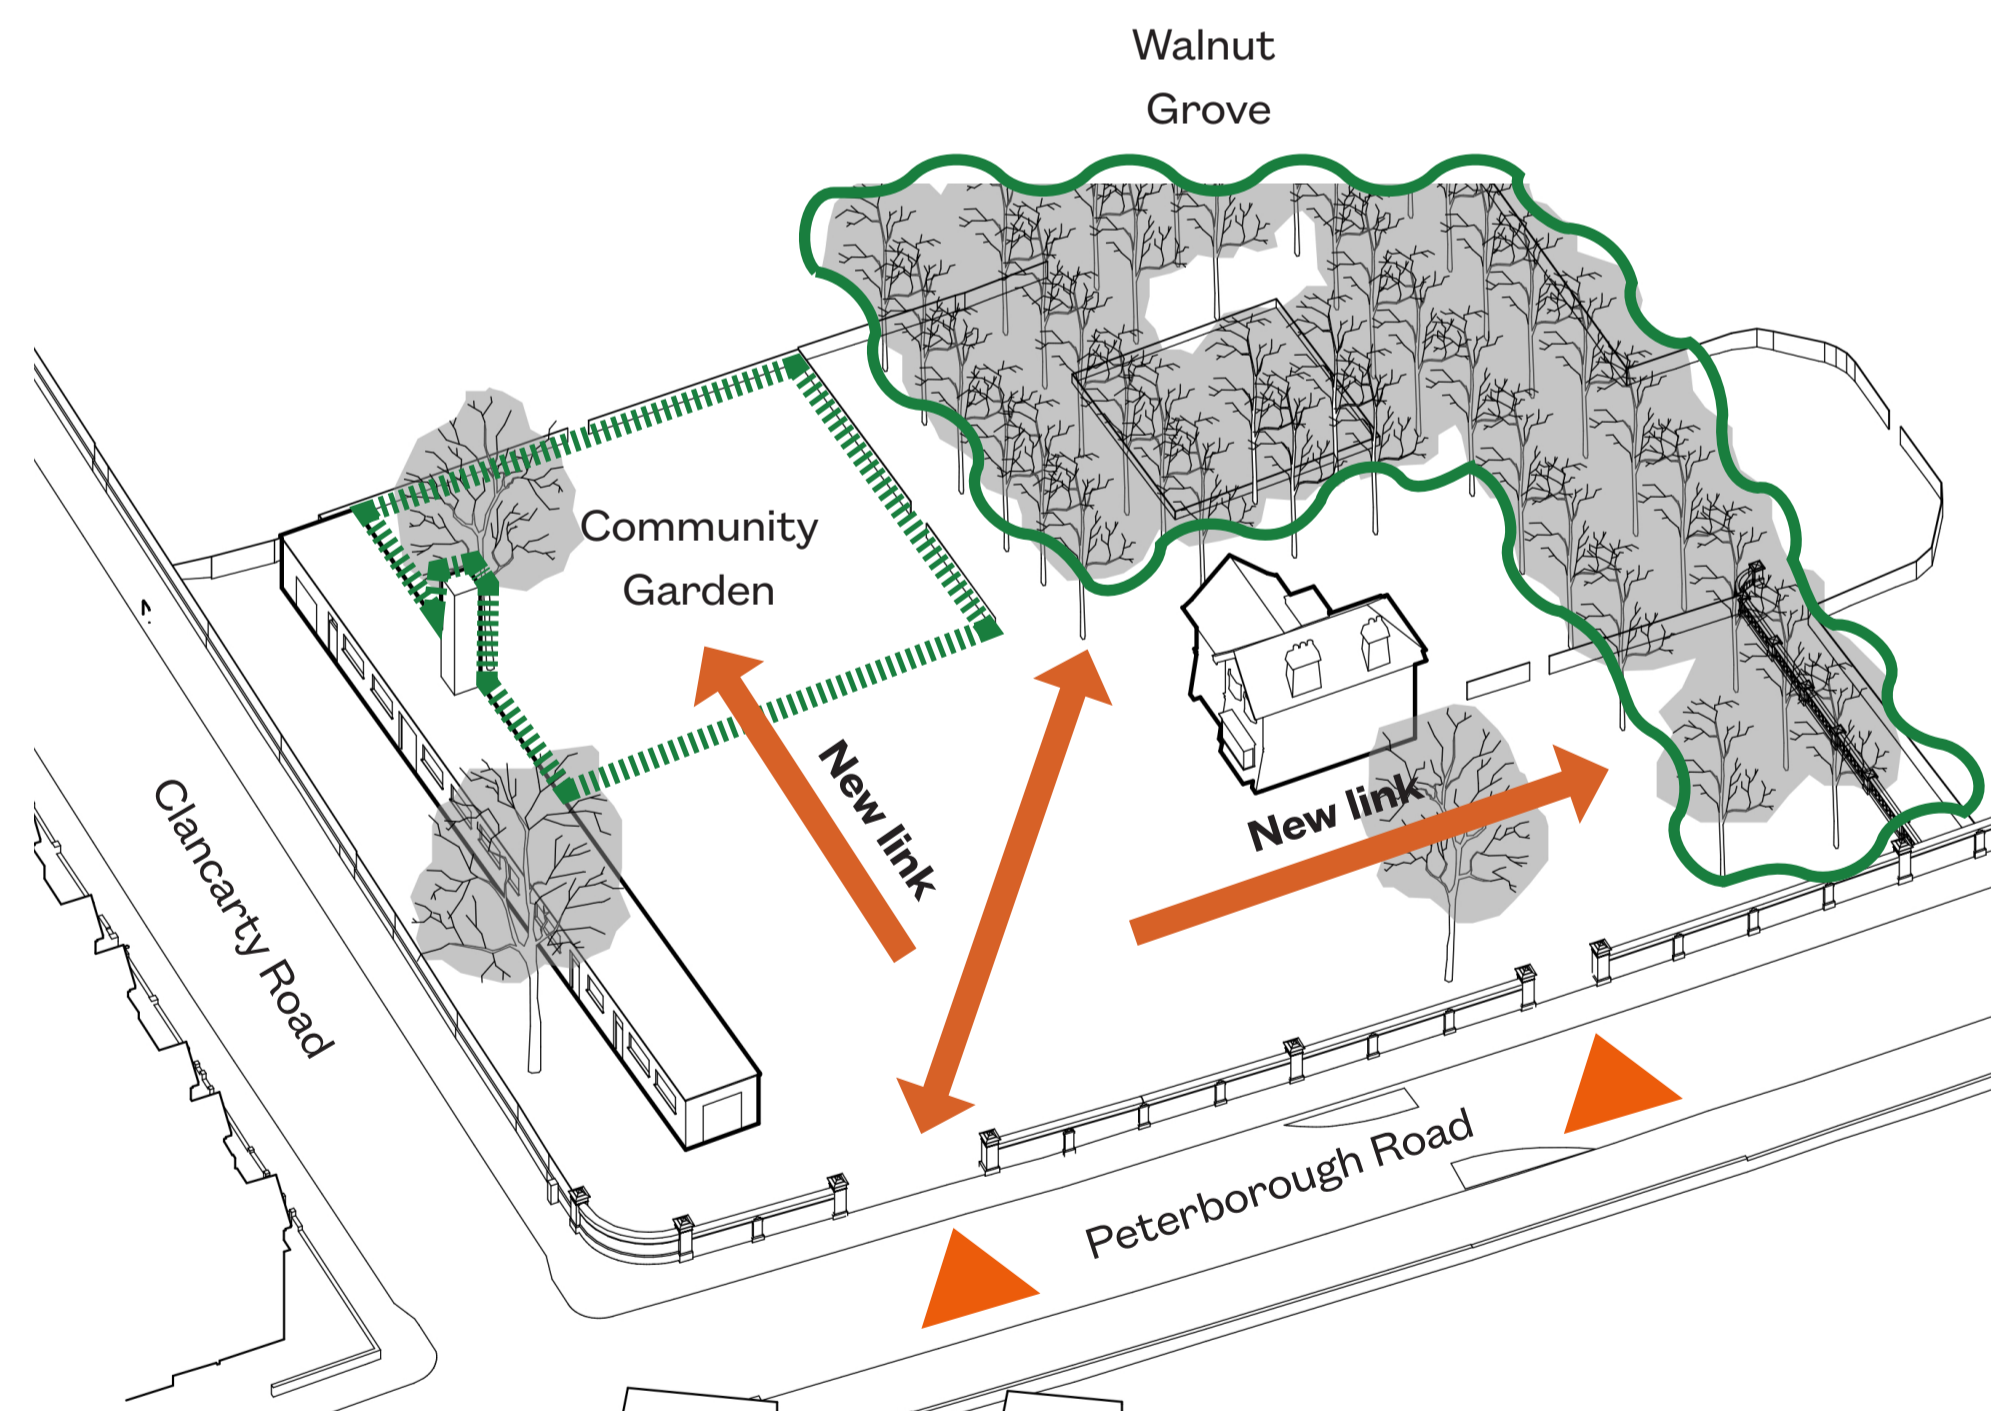 Walnut
Grove
Community
Garden
New link
New link
Clancarty Road
Peterborough Road